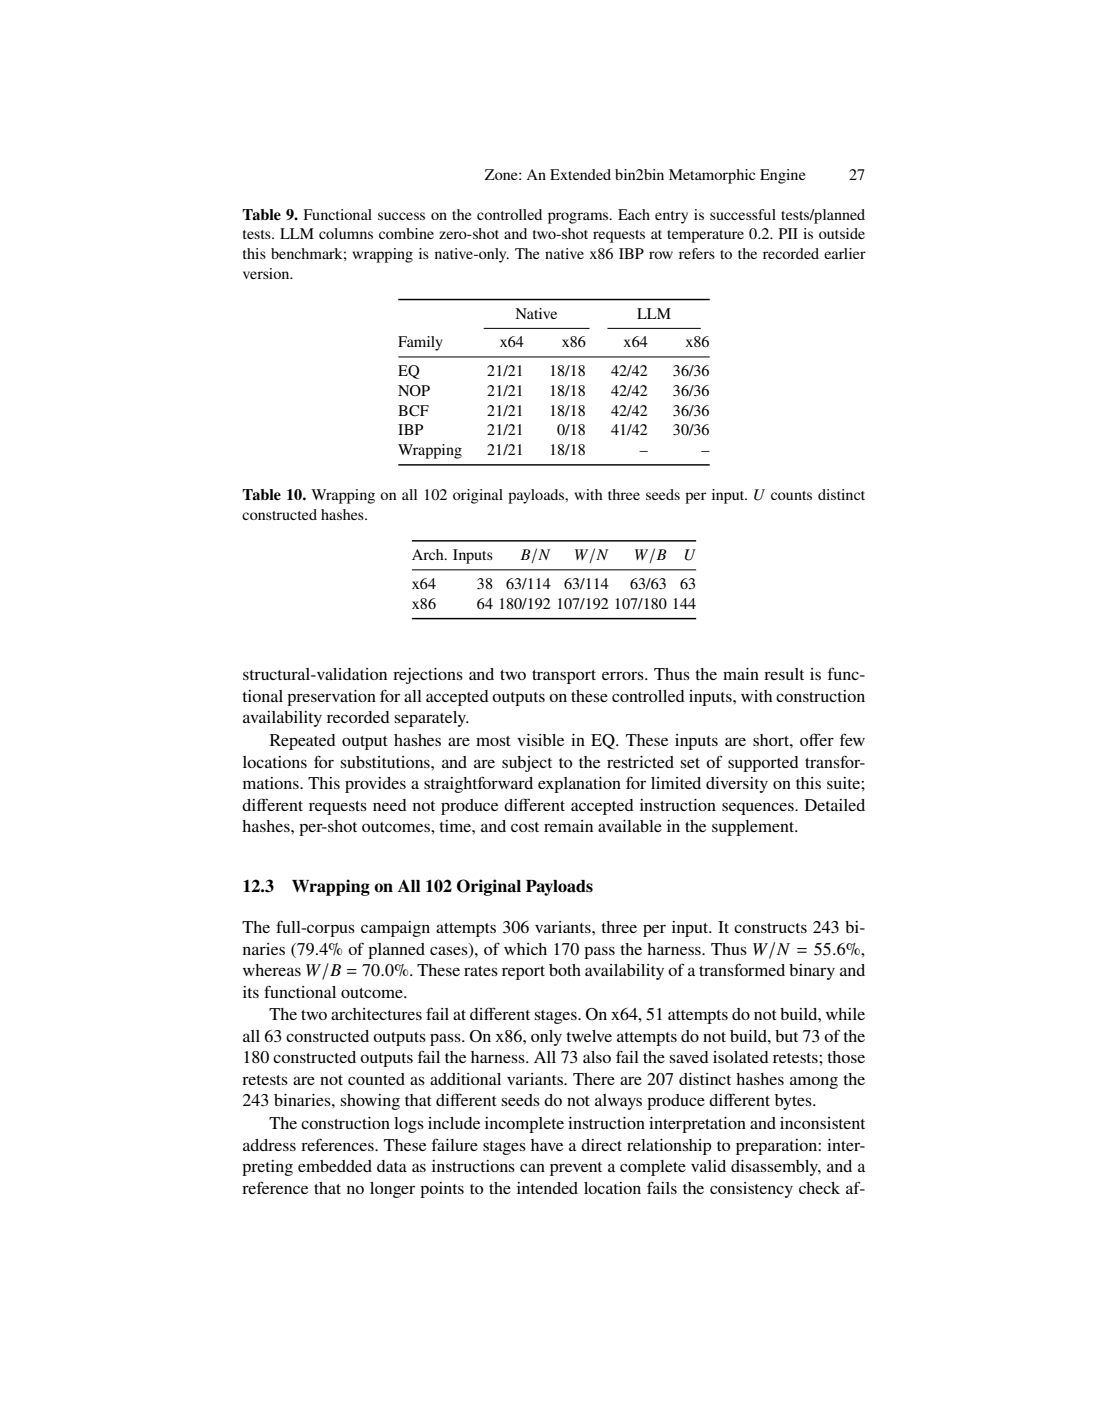 Zone: An Extended bin2bin Metamorphic Engine 27
Table 9. Functional success on the controlled programs. Each entry is successful tests/planned
tests. LLM columns combine zero-shot and two-shot requests at temperature 0.2. PII is outside
this benchmark; wrapping is native-only. The native x86 IBP row refers to the recorded earlier
version.
Native LLM
Family x64 x86 x64 x86
EQ 21/21 18/18 42/42 36/36
NOP 21/21 18/18 42/42 36/36
BCF 21/21 18/18 42/42 36/36
IBP 21/21 0/18 41/42 30/36
Wrapping 21/21 18/18 – –
Table 10. Wrapping on all 102 original payloads, with three seeds per input. U counts distinct
constructed hashes.
Arch. Inputs B/N W/N W/B U
x64 38 63/114 63/114 63/63 63
x86 64 180/192 107/192 107/180 144
structural-validation rejections and two transport errors. Thus the main result is func-
tional preservation for all accepted outputs on these controlled inputs, with construction
availability recorded separately.
Repeated output hashes are most visible in EQ. These inputs are short, offer few
locations for substitutions, and are subject to the restricted set of supported transfor-
mations. This provides a straightforward explanation for limited diversity on this suite;
different requests need not produce different accepted instruction sequences. Detailed
hashes, per-shot outcomes, time, and cost remain available in the supplement.
12.3 Wrapping on All 102 Original Payloads
The full-corpus campaign attempts 306 variants, three per input. It constructs 243 bi-
naries (79.4% of planned cases), of which 170 pass the harness. Thus W/N = 55.6%,
whereas W/B = 70.0%. These rates report both availability of a transformed binary and
its functional outcome.
The two architectures fail at different stages. On x64, 51 attempts do not build, while
all 63 constructed outputs pass. On x86, only twelve attempts do not build, but 73 of the
180 constructed outputs fail the harness. All 73 also fail the saved isolated retests; those
retests are not counted as additional variants. There are 207 distinct hashes among the
243 binaries, showing that different seeds do not always produce different bytes.
The construction logs include incomplete instruction interpretation and inconsistent
address references. These failure stages have a direct relationship to preparation: inter-
preting embedded data as instructions can prevent a complete valid disassembly, and a
reference that no longer points to the intended location fails the consistency check af-